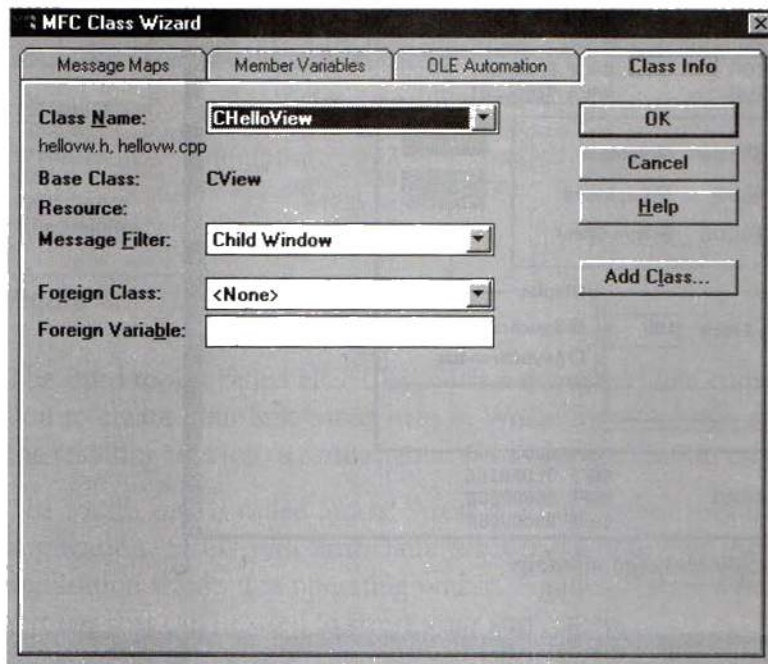 MFC Class Wizard
Message Maps
Member Variables
OLE Automation
Class Info
Class Name:
CHelloView
hellovw.h, hellovw.cpp
Base Class:
CView
Resource:
Message Filter:
Child Window
Foreign Class:
<None>
Foreign Variable:
OK
Cancel
Help
Add Class...